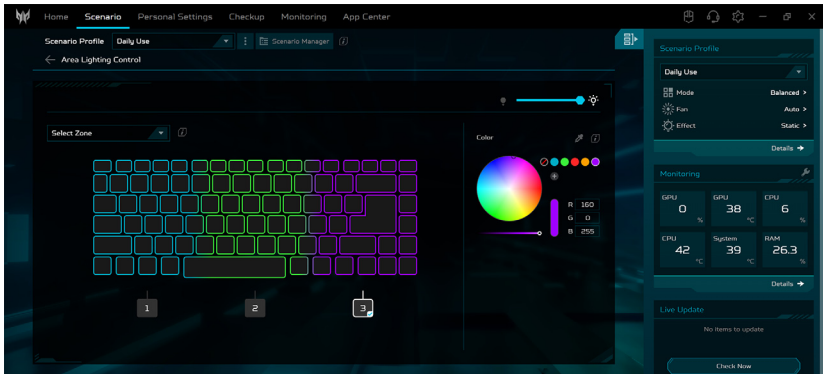 Home Scenario Personal Settings Checkup Monitoring App Center
Scenario Profile Daily Use Scenario Manager
Area Lighting Control
Select Zone
Color
R 160
G 0
B 255
1 2 3
Scenario Profile
Daily Use
Mode Balanced >
Fan Auto >
Effect Static >
Details →
Monitoring
GPU GPU CPU
0 % 38 °C 6 %
CPU System RAM
42 °C 39 °C 26.3 %
Details →
Live Update
No items to update
Check Now